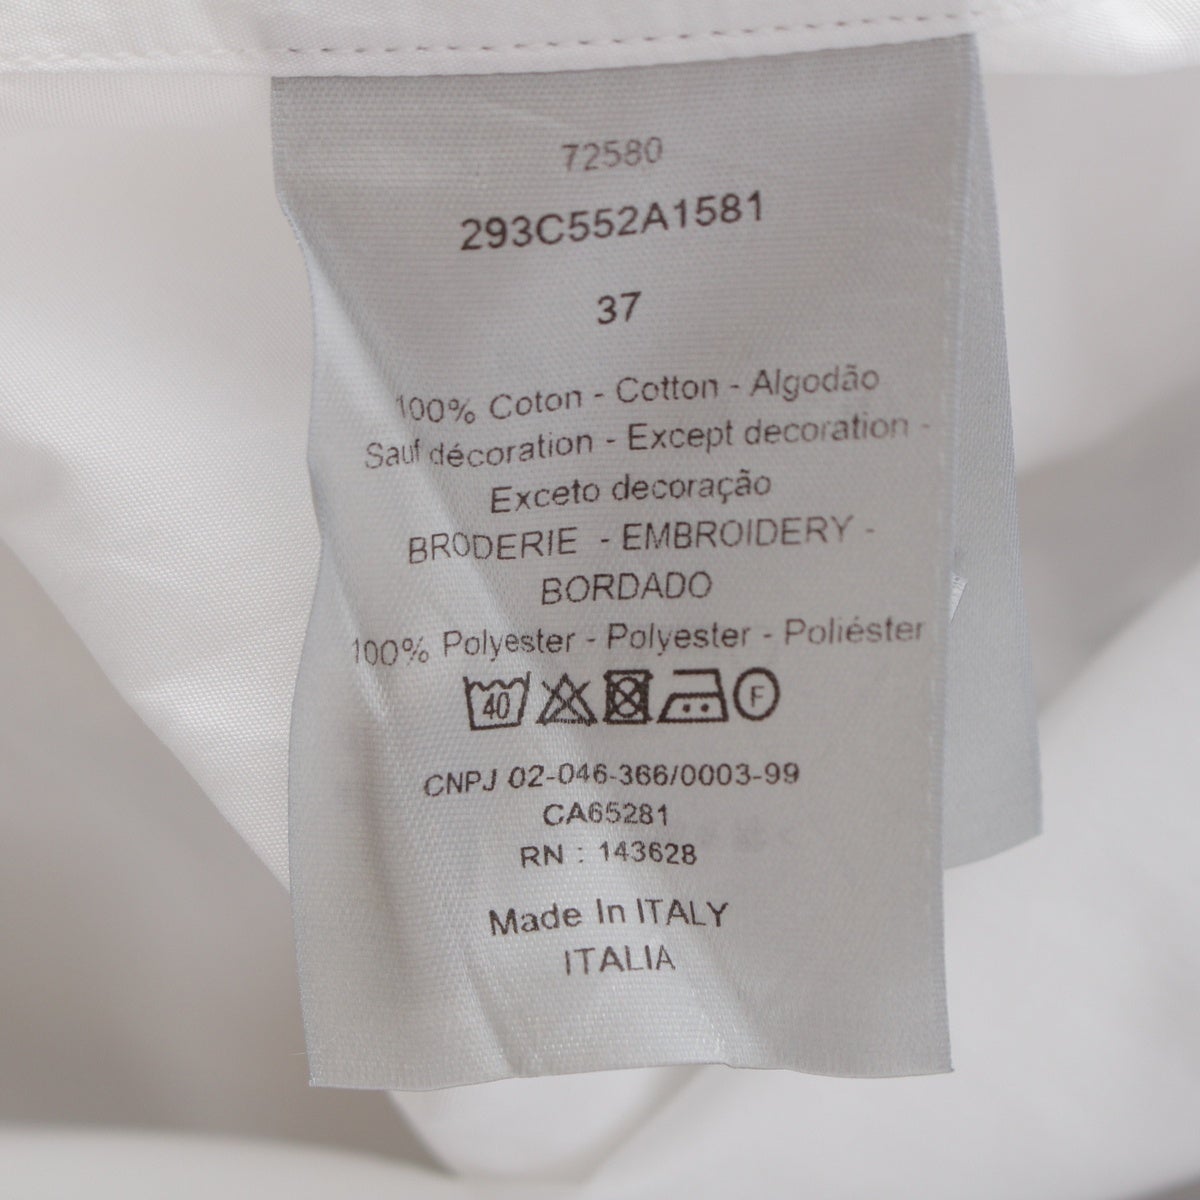 72580
293C552A1581
37
100% Coton - Cotton - Algodão
Sauf décoration - Except decoration -
Exceto decoração
BRODERIE - EMBROIDERY -
BORDADO
100% Polyester - Polyester - Poliéster
40 F
CNPJ 02-046-366/0003-99
CA65281
RN : 143628
Made In ITALY
ITALIA